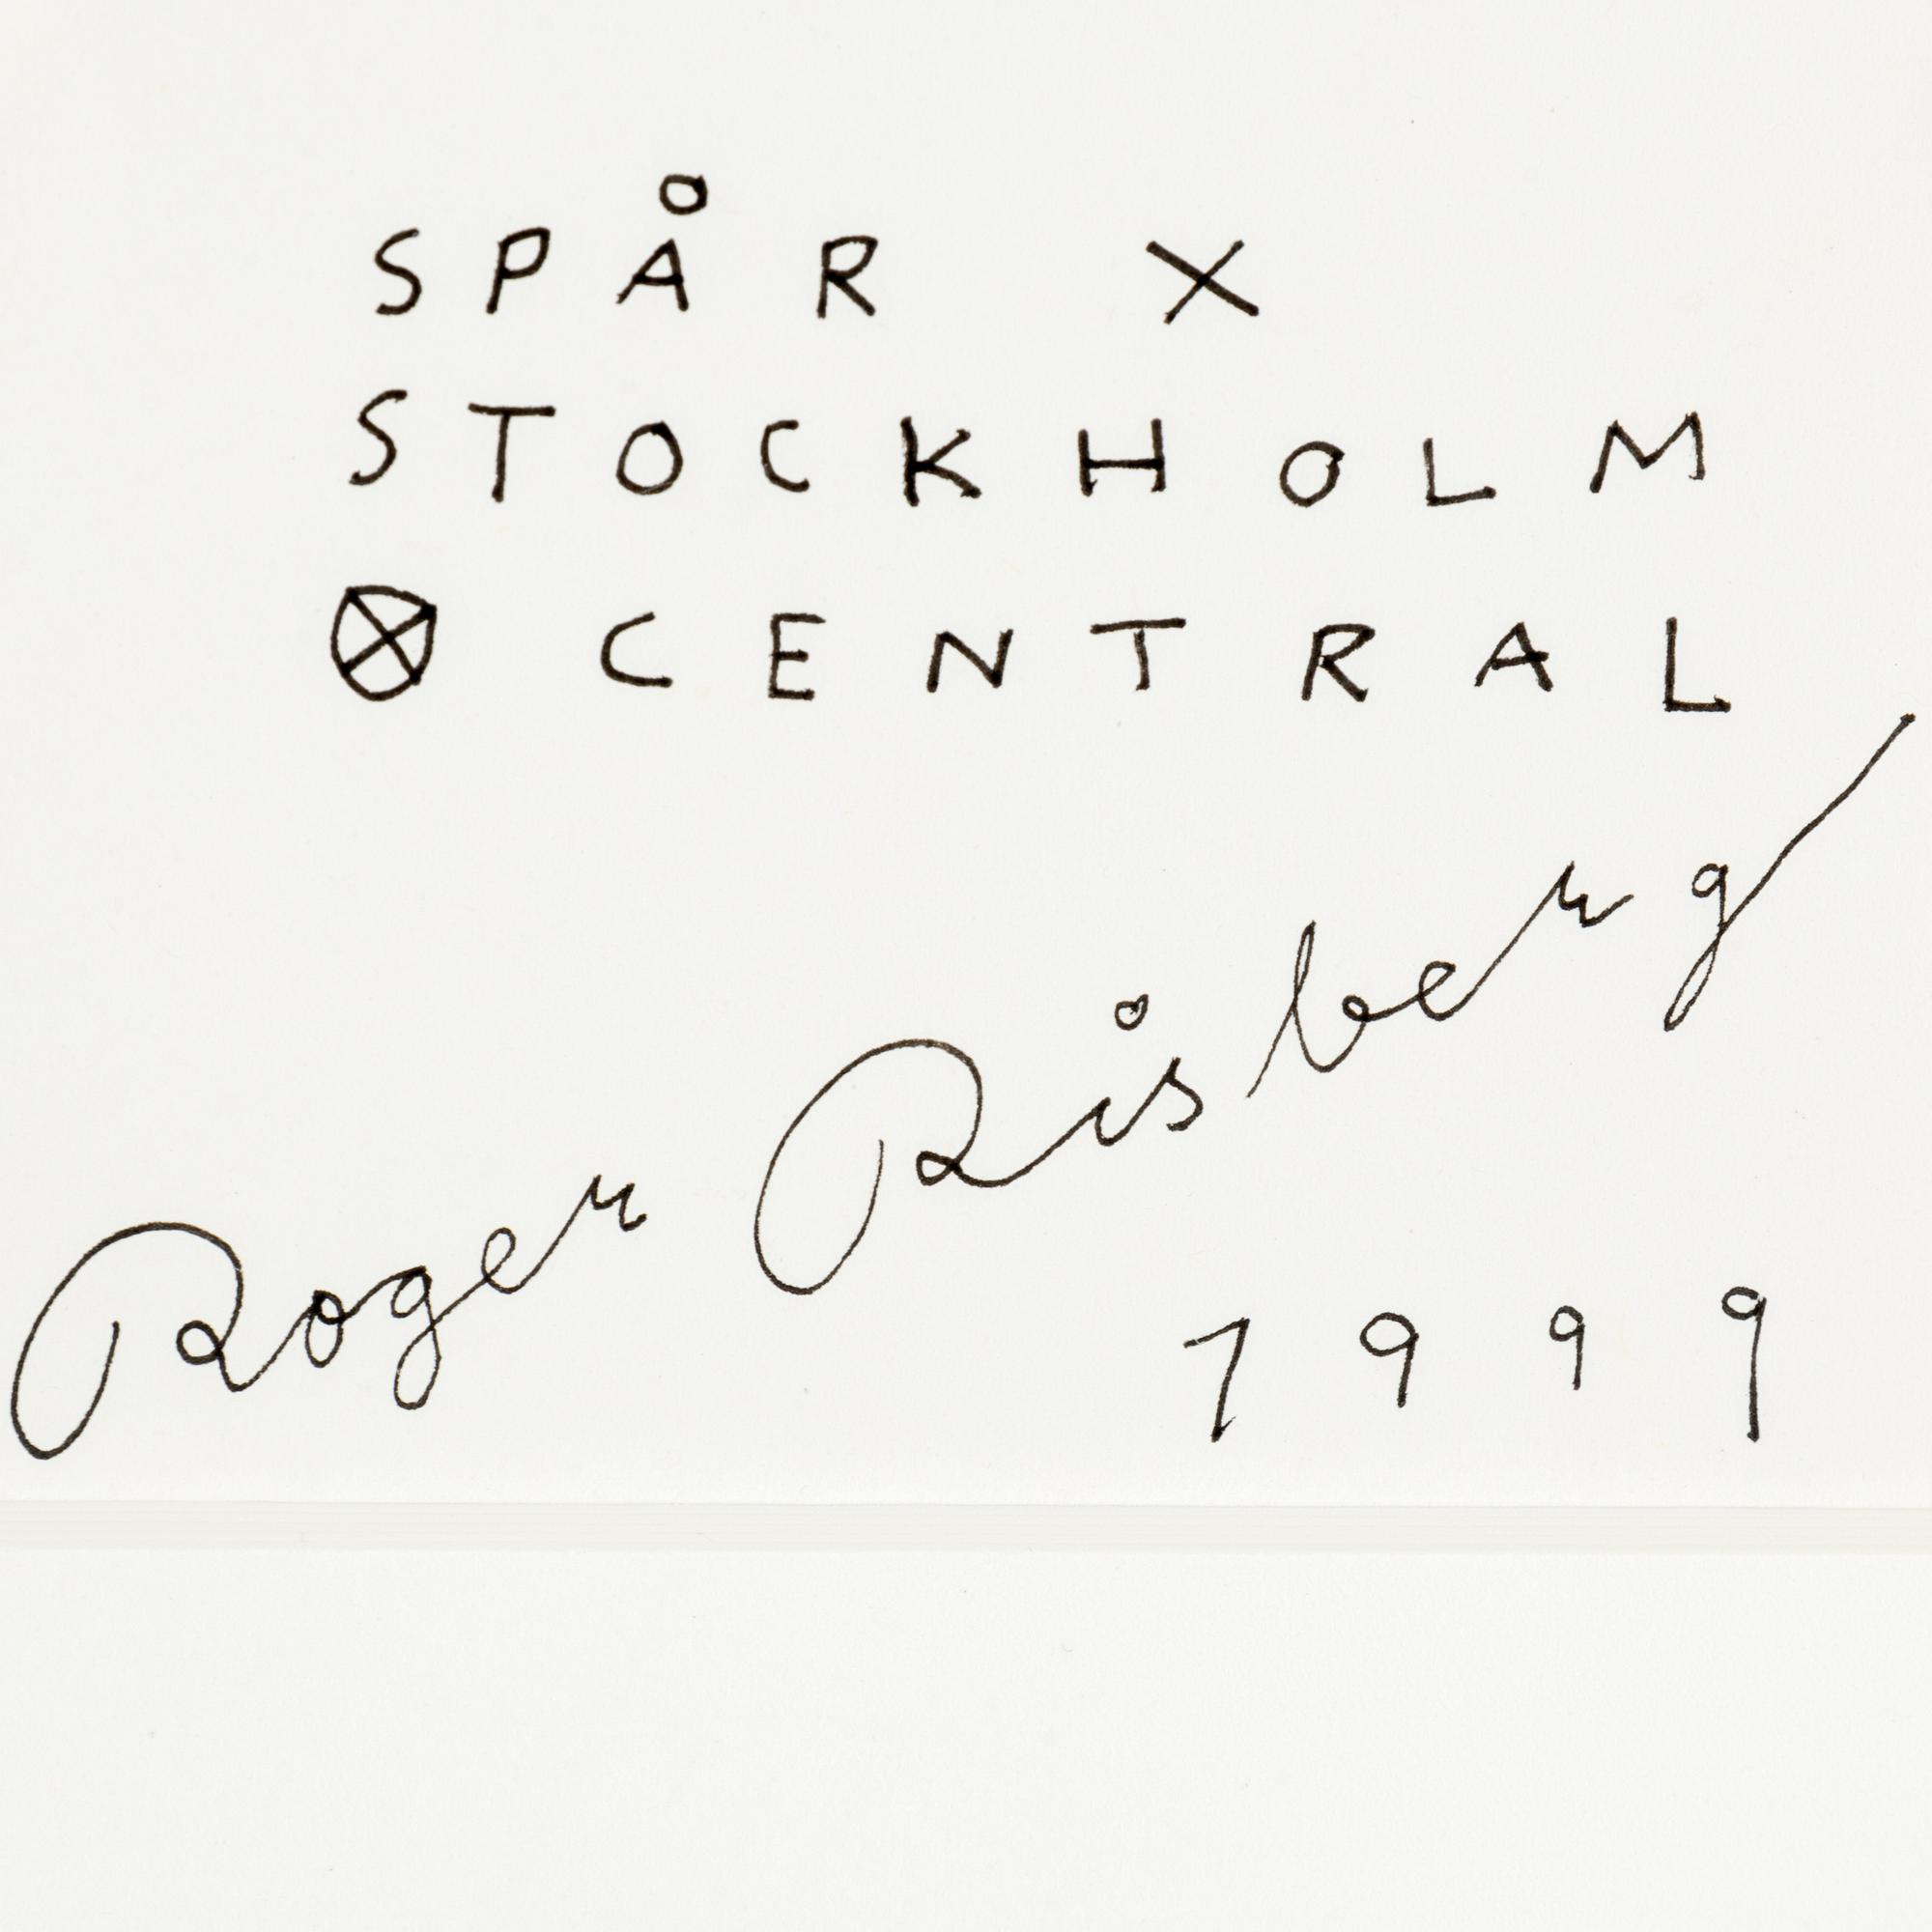 SPÅR X
STOCKHOLM
⊗ CENTRAL
Roger Risberg
1999